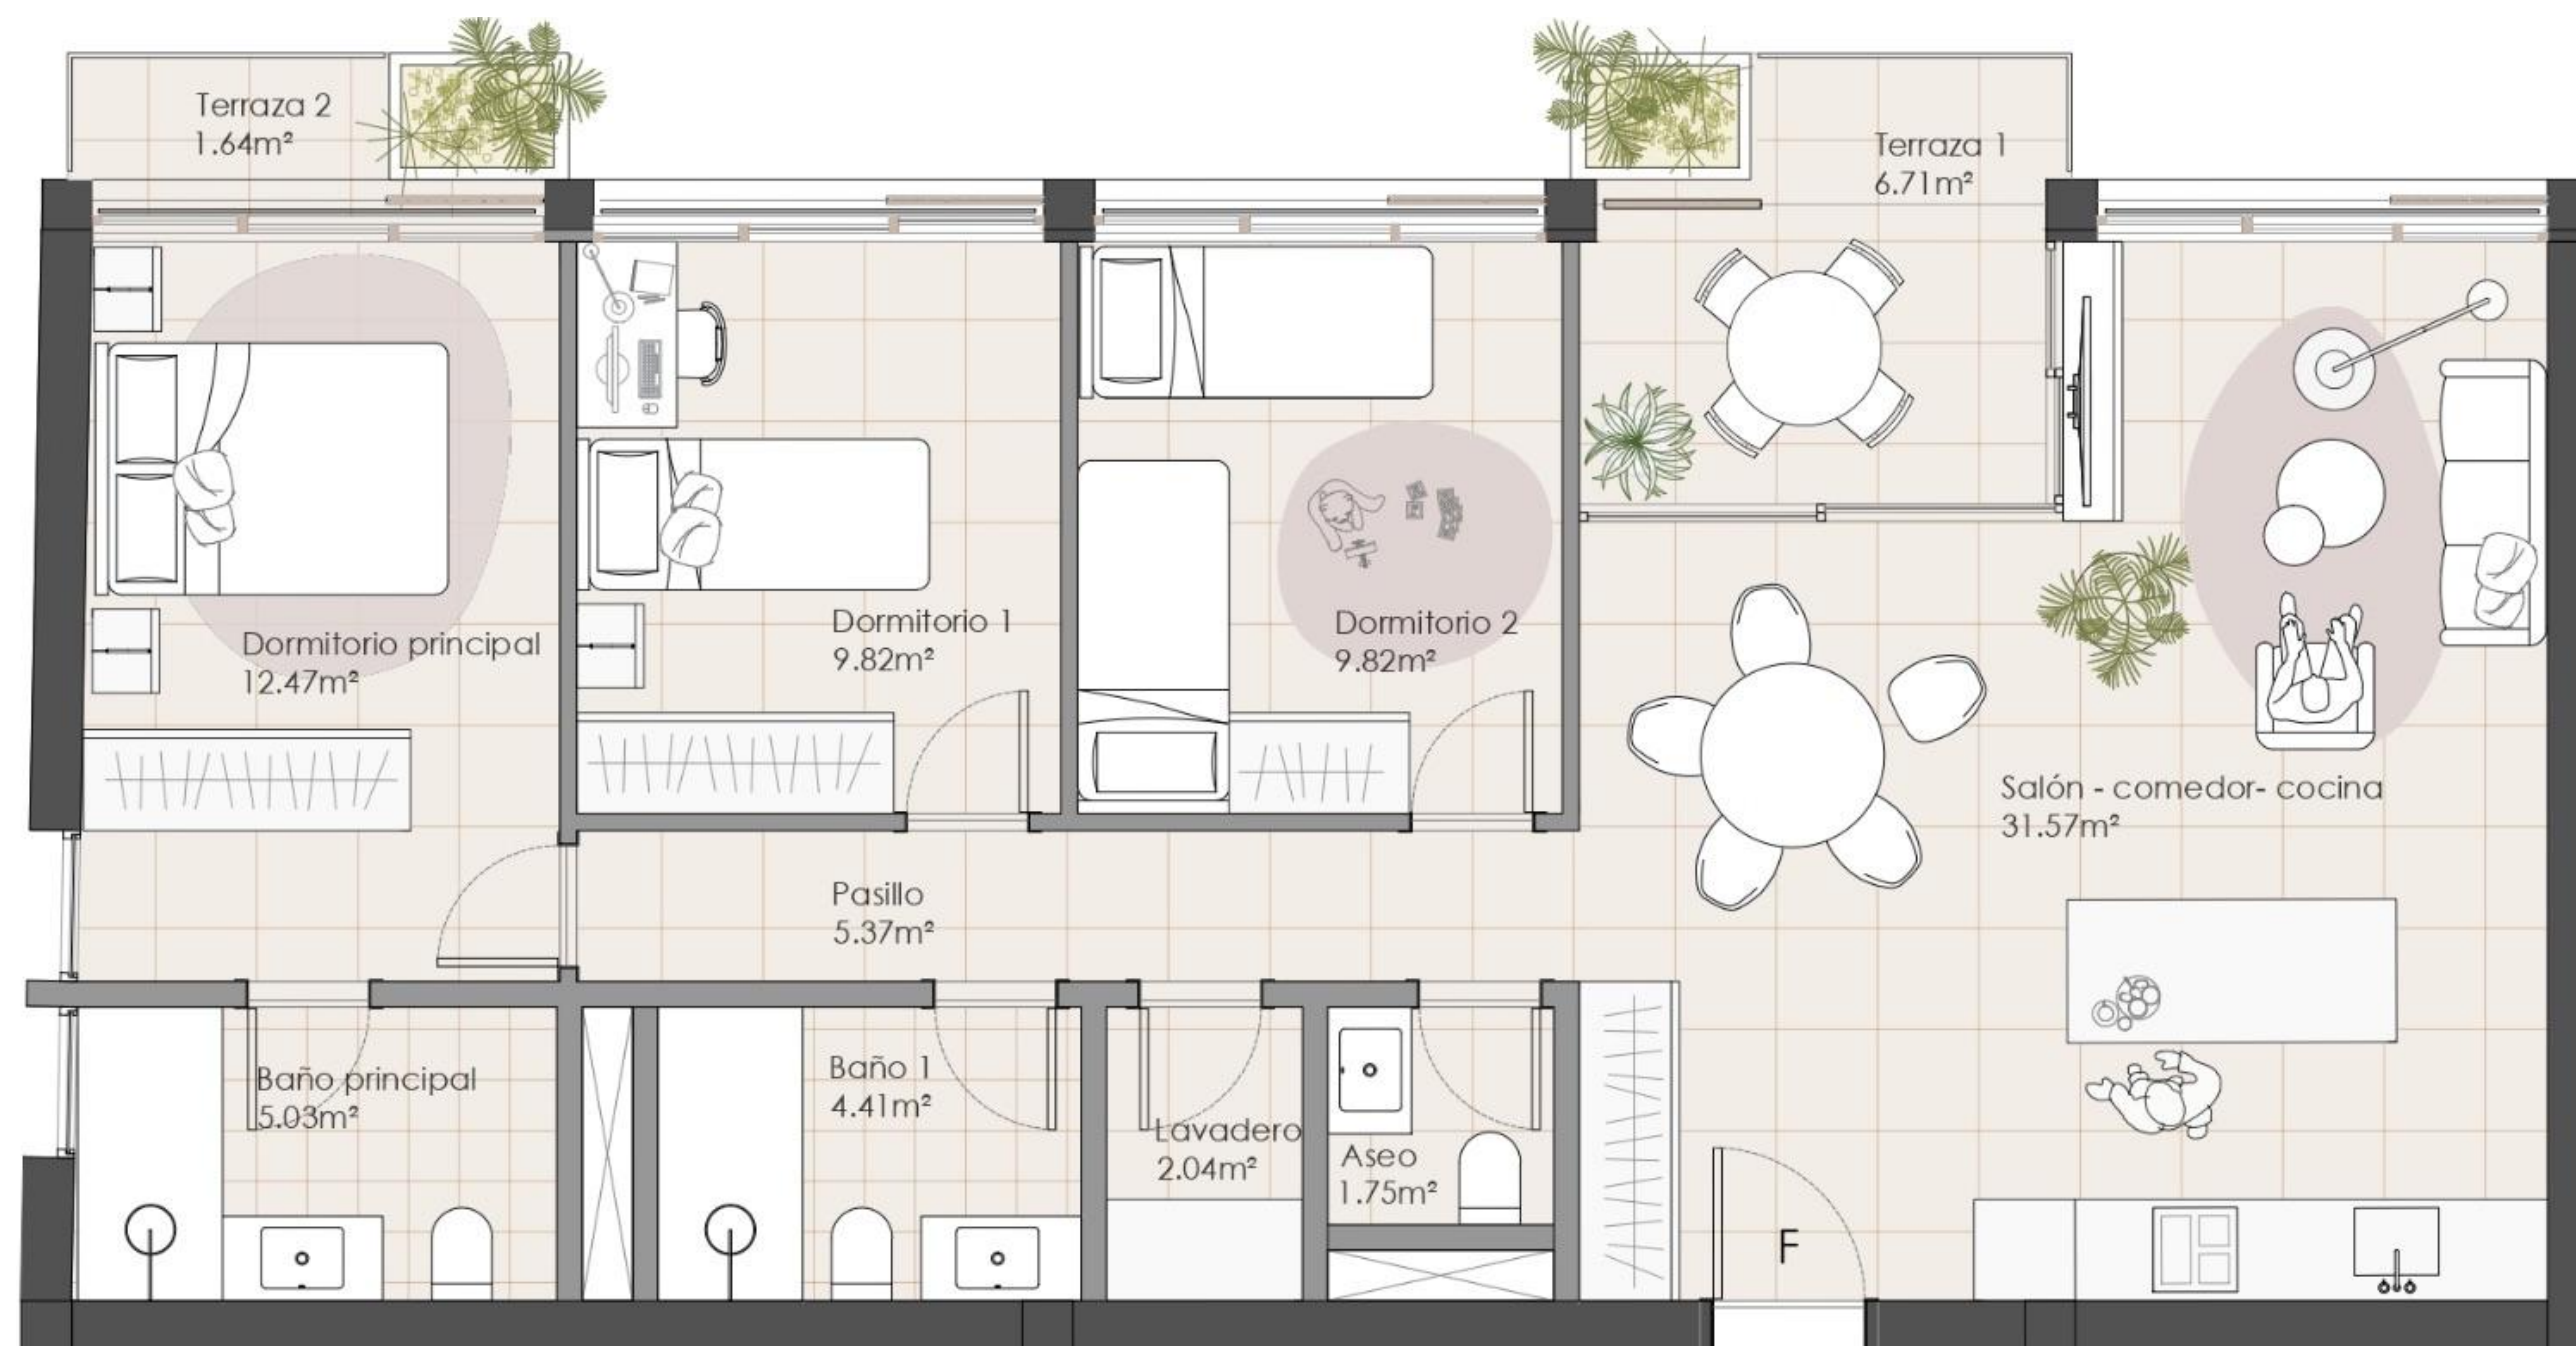 Terraza 2
1.64m²
Terraza 1
6.71m²
Dormitorio principal
12.47m²
Dormitorio 1
9.82m²
Dormitorio 2
9.82m²
Salón - comedor- cocina
31.57m²
Pasillo
5.37m²
Baño principal
5.03m²
Baño 1
4.41m²
Lavadero
2.04m²
Aseo
1.75m²
F